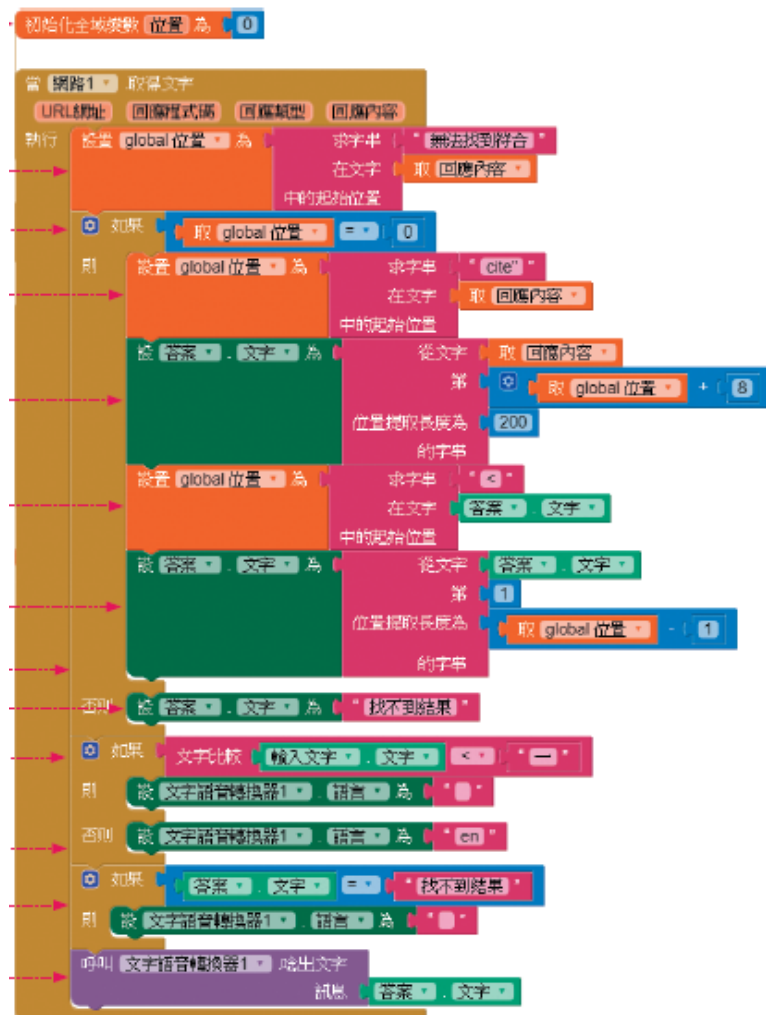 初始化全域變數 位置 為 0
當 網路1 . 取得文字
URL網址 回應程式碼 回應類型 回應內容
執行 設置 global 位置 為 求字串 " 無法找到符合 "
在文字 取 回應內容
中的起始位置
如果 取 global 位置 = 0
則 設置 global 位置 為 求字串 " cite" "
在文字 取 回應內容
中的起始位置
設 答案 . 文字 為 從文字 取 回應內容
第 取 global 位置 + 8
位置提取長度為 200
的字串
設置 global 位置 為 求字串 " < "
在文字 答案 . 文字
中的起始位置
設 答案 . 文字 為 從文字 答案 . 文字
第 1
位置提取長度為 取 global 位置 - 1
的字串
否則 設 答案 . 文字 為 " 找不到結果 "
如果 文字比較 輸入文字 . 文字 < " 一 "
則 設 文字語音轉換器1 . 語言 為 " "
否則 設 文字語音轉換器1 . 語言 為 " en "
如果 答案 . 文字 = " 找不到結果 "
則 設 文字語音轉換器1 . 語言 為 " "
呼叫 文字語音轉換器1 . 唸出文字
訊息 答案 . 文字